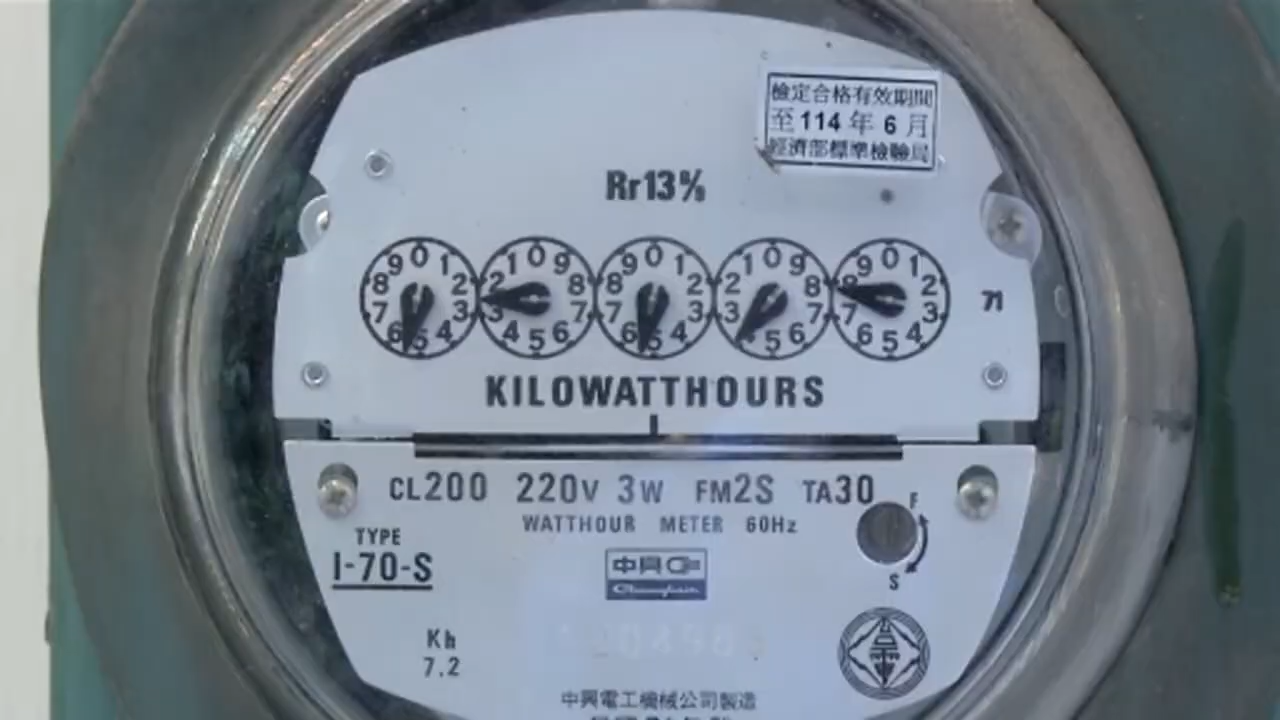 檢定合格有效期間
至 114 年 6 月
經濟部標準檢驗局
Rr13%
0 1 2 3 4 5 6 7 8 9
0 9 8 7 6 5 4 3 2 1
0 1 2 3 4 5 6 7 8 9
0 9 8 7 6 5 4 3 2 1
0 1 2 3 4 5 6 7 8 9
71
KILOWATTHOURS
CL200 220V 3W FM2S TA30
F
WATTHOUR METER 60Hz
TYPE
I-70-S
中興
S
Kh
7.2
中興電工機械公司製造